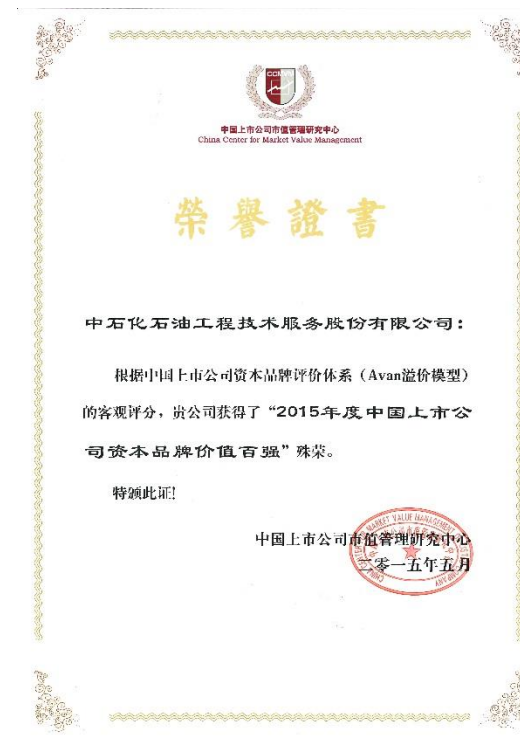 CCMVM
中国上市公司市值管理研究中心
China Center for Market Value Management
榮譽證書
中石化石油工程技术服务股份有限公司：
根据中国上市公司资本品牌评价体系（Avan溢价模型）
的客观评分，贵公司获得了“2015年度中国上市公
司资本品牌价值百强”殊荣。
特颁此证!
中国上市公司市值管理研究中心
二零一五年五月